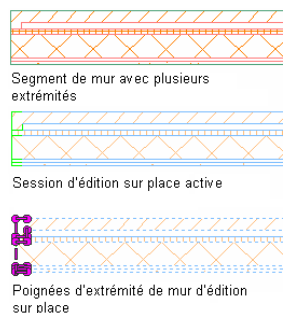 Segment de mur avec plusieurs
extrémités
Session d'édition sur place active
Poignées d'extrémité de mur d'édition
sur place